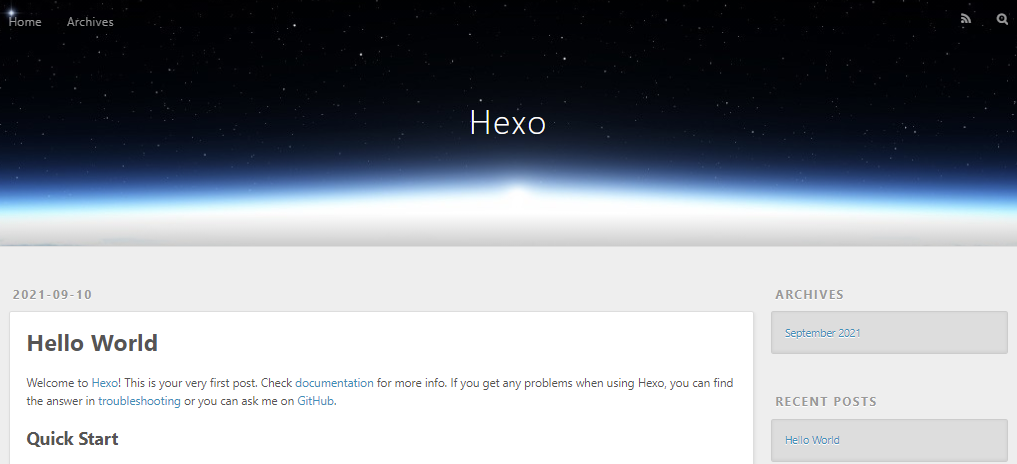 Home Archives
Hexo
2021-09-10
Hello World
Welcome to Hexo! This is your very first post. Check documentation for more info. If you get any problems when using Hexo, you can find
the answer in troubleshooting or you can ask me on GitHub.
Quick Start
ARCHIVES
September 2021
RECENT POSTS
Hello World